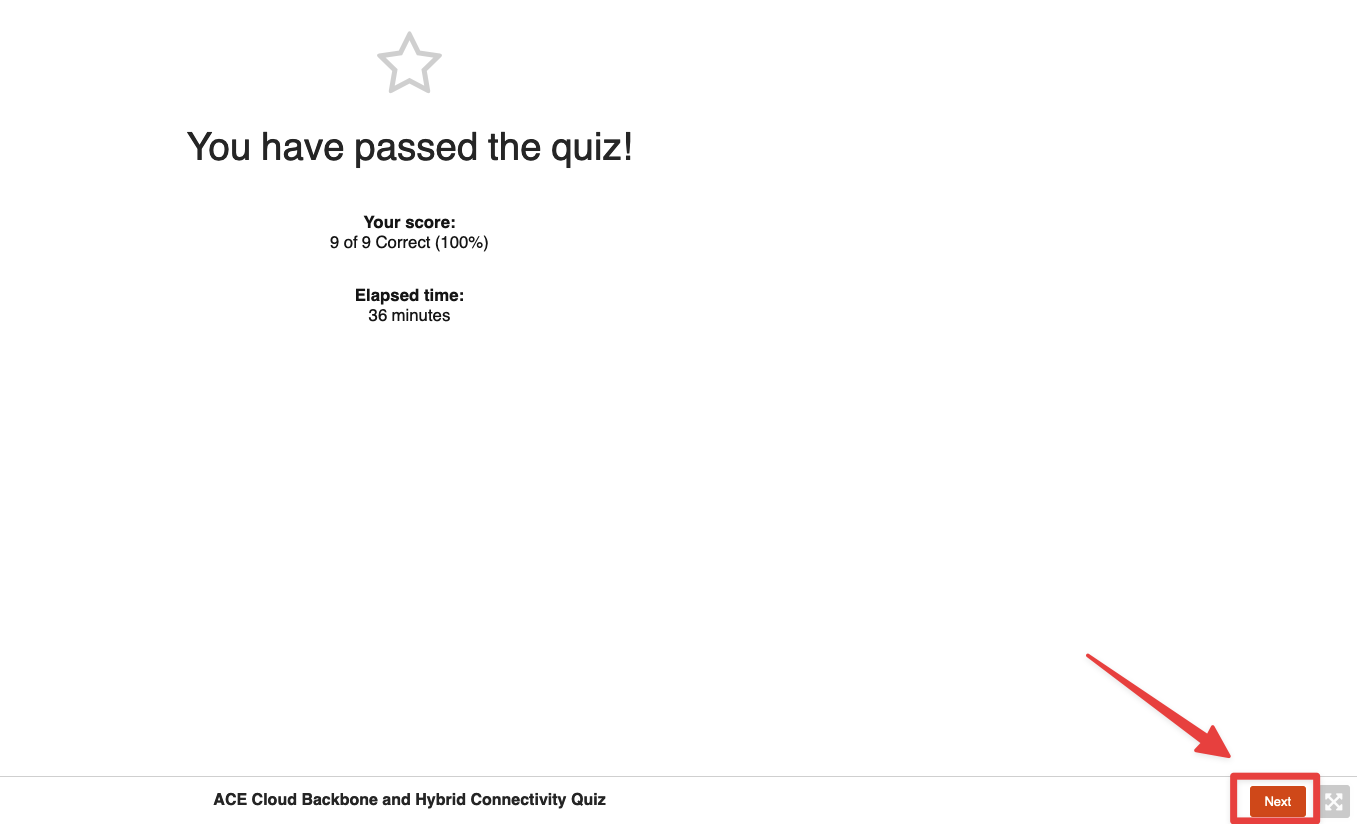 You have passed the quiz!
Your score:
9 of 9 Correct (100%)
Elapsed time:
36 minutes
ACE Cloud Backbone and Hybrid Connectivity Quiz
Next